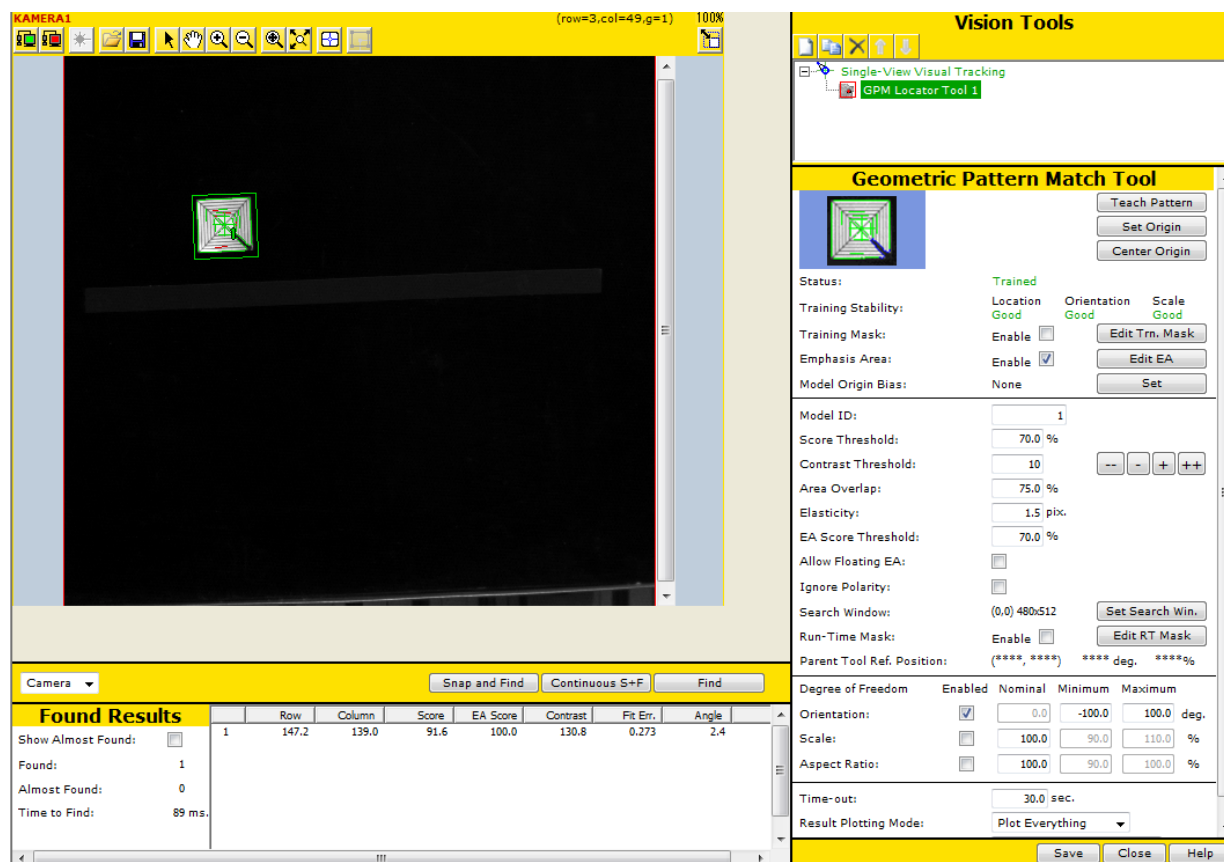 KAMERA1 (row=3,col=49,g=1) 100%
Vision Tools
Single-View Visual Tracking
GPM Locator Tool 1
Geometric Pattern Match Tool
Teach Pattern
Set Origin
Center Origin
Status: Trained
Location Orientation Scale
Training Stability: Good Good Good
Training Mask: Enable Edit Trn. Mask
Emphasis Area: Enable Edit EA
Model Origin Bias: None Set
Model ID: 1
Score Threshold: 70.0 %
Contrast Threshold: 10 -- - + ++
Area Overlap: 75.0 %
Elasticity: 1.5 pix.
EA Score Threshold: 70.0 %
Allow Floating EA:
Ignore Polarity:
Search Window: (0,0) 480x512 Set Search Win.
Run-Time Mask: Enable Edit RT Mask
Parent Tool Ref. Position: (****, ****) **** deg. ****%
Degree of Freedom Enabled Nominal Minimum Maximum
Orientation: 0.0 -100.0 100.0 deg.
Scale: 100.0 90.0 110.0 %
Aspect Ratio: 100.0 90.0 100.0 %
Time-out: 30.0 sec.
Result Plotting Mode: Plot Everything
Save Close Help
Camera Snap and Find Continuous S+F Find
Found Results
Show Almost Found:
Found: 1
Almost Found: 0
Time to Find: 89 ms.
Row Column Score EA Score Contrast Fit Err. Angle
1 147.2 139.0 91.6 100.0 130.8 0.273 2.4